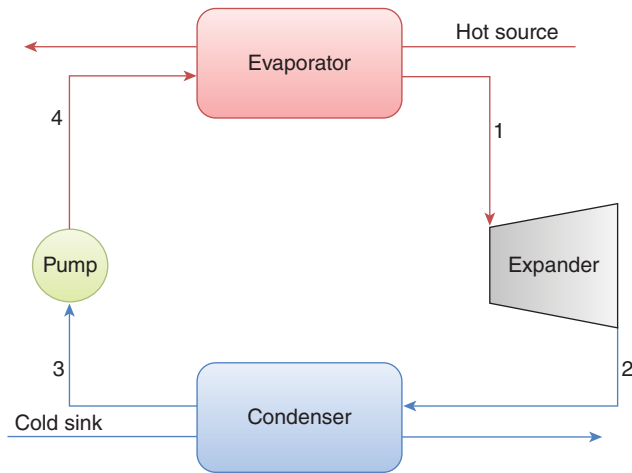 Hot source
Evaporator
4
1
Pump
Expander
3
2
Cold sink
Condenser